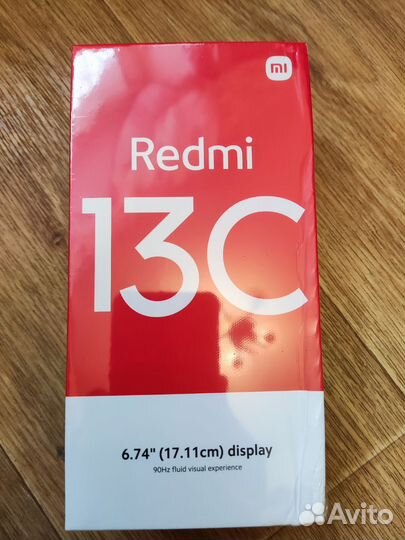 mi
Redmi
13C
6.74" (17.11cm) display
90Hz fluid visual experience
Avito